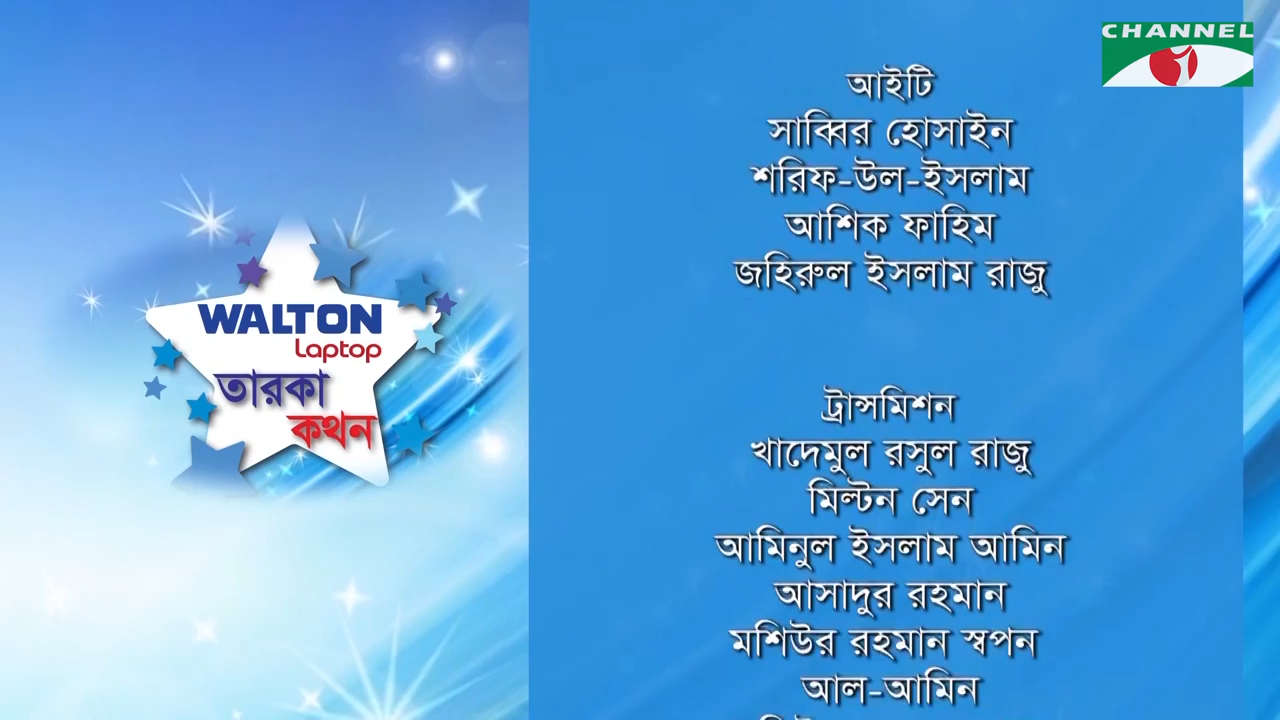 CHANNEL
WALTON
Laptop
তারকা
কথন
আইটি
সাব্বির হোসাইন
শরিফ-উল-ইসলাম
আশিক ফাহিম
জহিরুল ইসলাম রাজু
ট্রান্সমিশন
খাদেমুল রসুল রাজু
মিল্টন সেন
আমিনুল ইসলাম আমিন
আসাদুর রহমান
মশিউর রহমান স্বপন
আল-আমিন